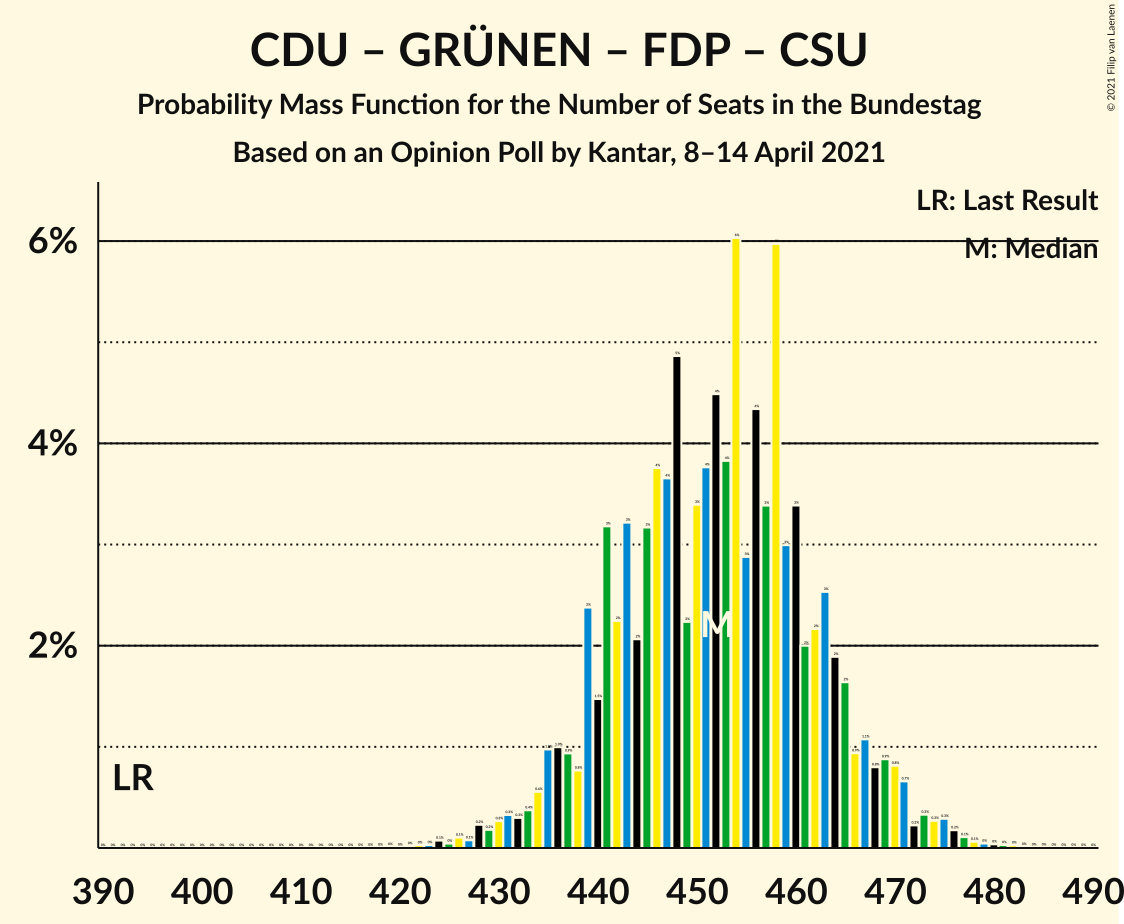 CDU – GRÜNEN – FDP – CSU
Probability Mass Function for the Number of Seats in the Bundestag
Based on an Opinion Poll by Kantar, 8–14 April 2021
© 2021 Filip van Laenen
LR: Last Result
M: Median
6%
4%
2%
LR
M
390 400 410 420 430 440 450 460 470 480 490